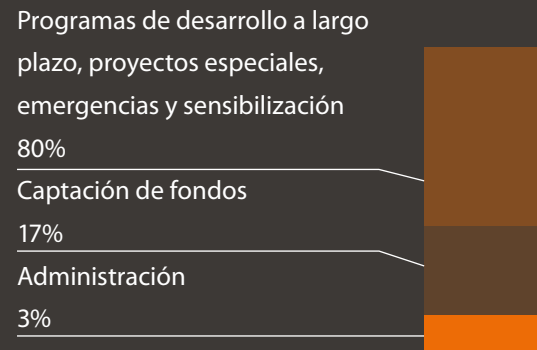 Programas de desarrollo a largo
plazo, proyectos especiales,
emergencias y sensibilización
80%
Captación de fondos
17%
Administración
3%